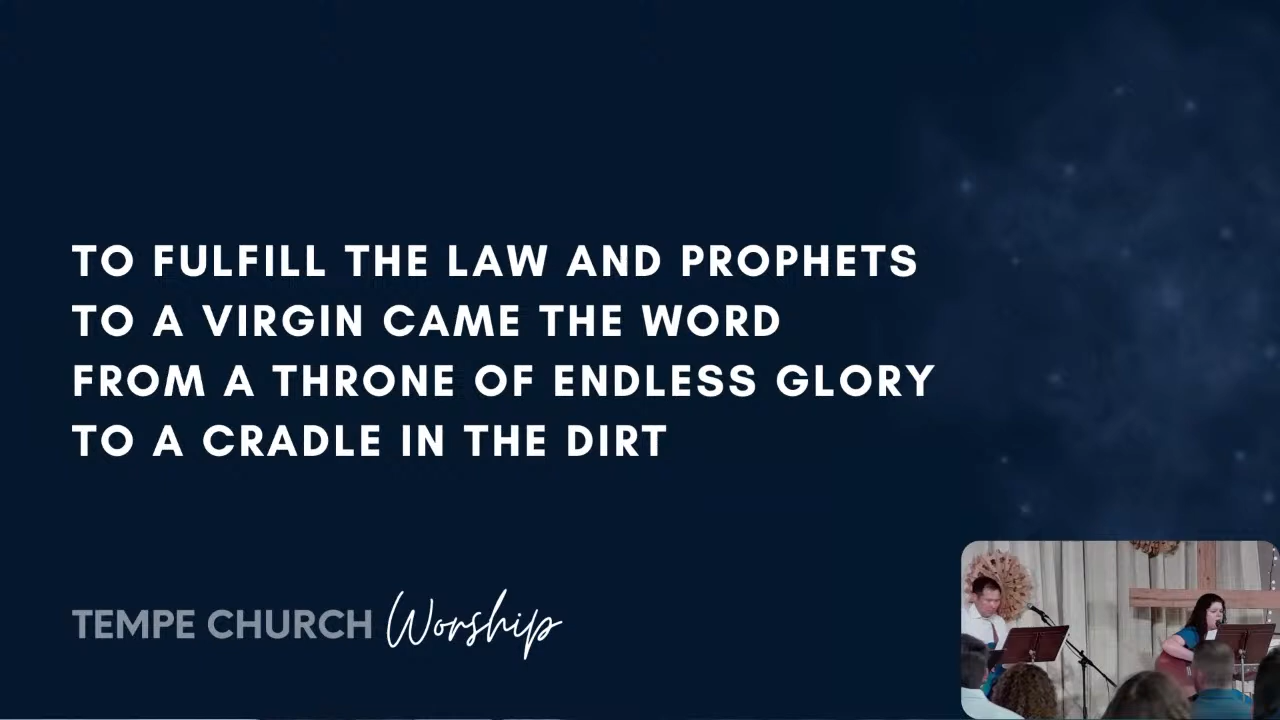 TO FULFILL THE LAW AND PROPHETS
TO A VIRGIN CAME THE WORD
FROM A THRONE OF ENDLESS GLORY
TO A CRADLE IN THE DIRT
TEMPE CHURCH Worship